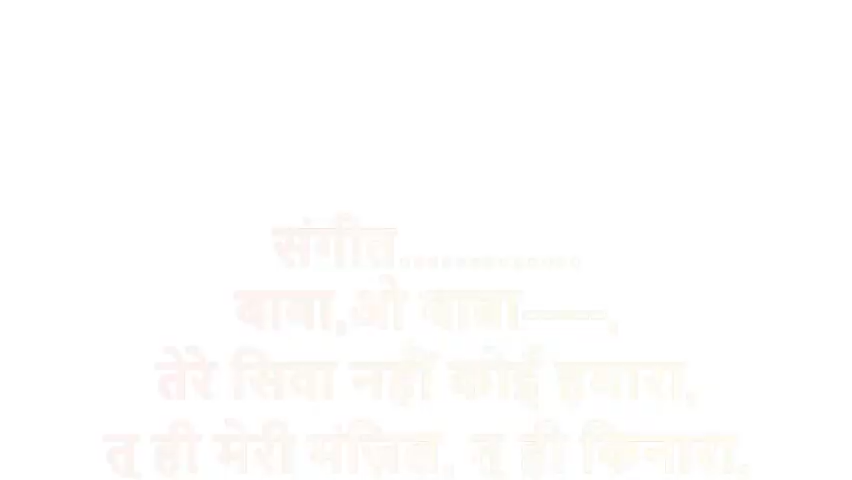 संगीत.............
बाबा,ओ बाबा——,
तेरे सिवा नहीं कोई हमारा,
तू ही मेरी मंज़िल, तू ही किनारा,